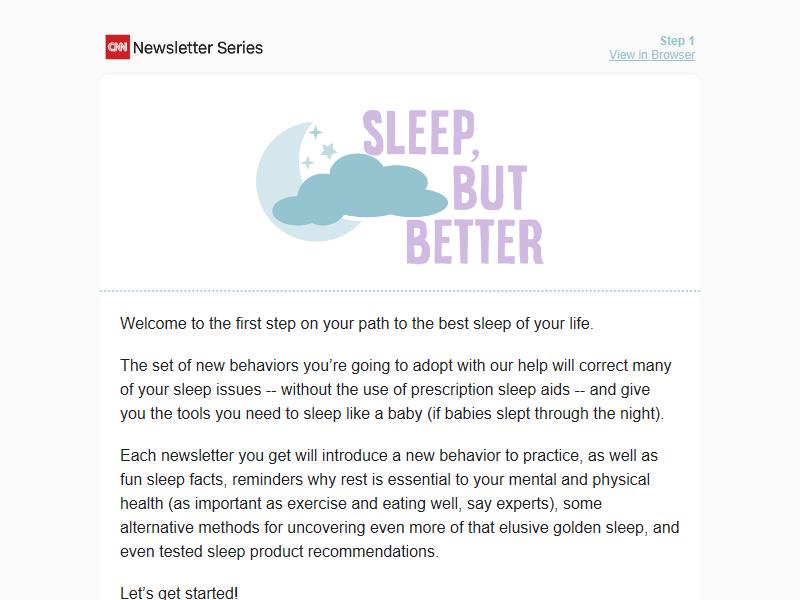 CNN Newsletter Series
Step 1
View in Browser
SLEEP,
BUT
BETTER
Welcome to the first step on your path to the best sleep of your life.
The set of new behaviors you’re going to adopt with our help will correct many
of your sleep issues -- without the use of prescription sleep aids -- and give
you the tools you need to sleep like a baby (if babies slept through the night).
Each newsletter you get will introduce a new behavior to practice, as well as
fun sleep facts, reminders why rest is essential to your mental and physical
health (as important as exercise and eating well, say experts), some
alternative methods for uncovering even more of that elusive golden sleep, and
even tested sleep product recommendations.
Let’s get started!